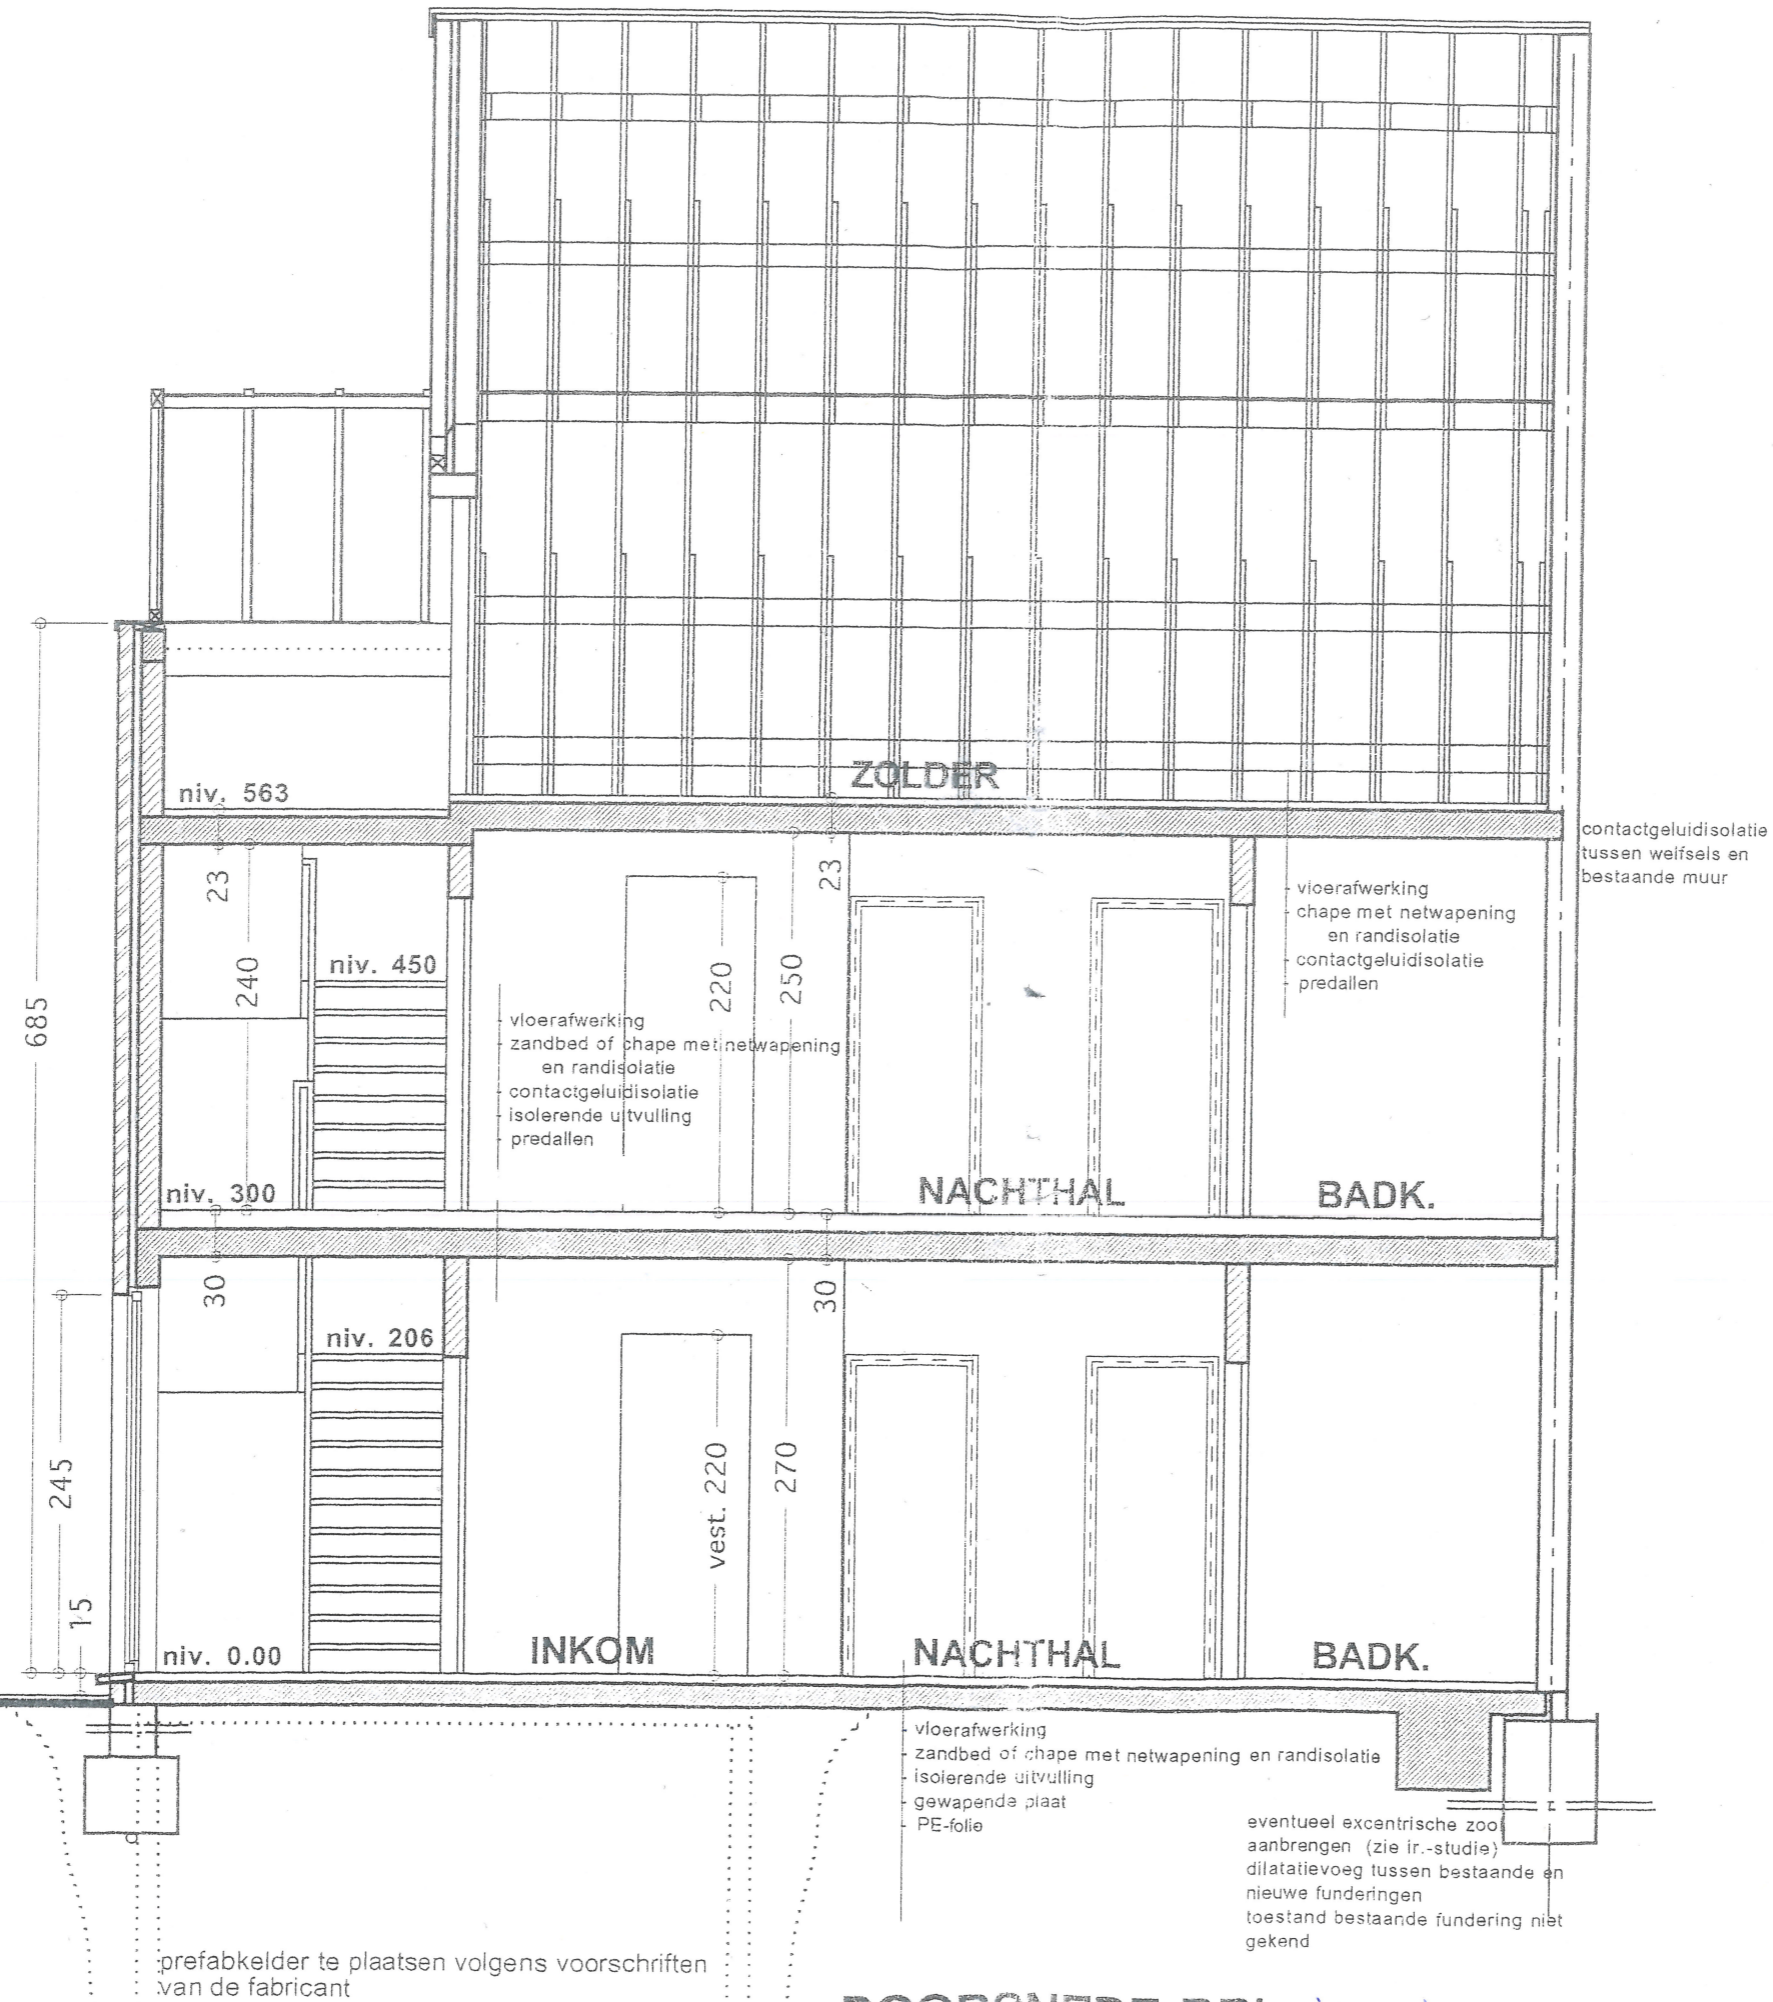 ZOLDER
niv. 563
contactgeluidisolatie
tussen welfsels en
bestaande muur
23
23
vloerafwerking
chape met netwapening
en randisolatie
contactgeluidisolatie
predallen
240
niv. 450
220
250
685
vloerafwerking
zandbed of chape met netwapening
en randisolatie
contactgeluidisolatie
isolerende uitvulling
predallen
niv. 300
NACHTHAL
BADK.
30
30
niv. 206
245
vest. 220
270
15
niv. 0.00
INKOM
NACHTHAL
BADK.
vloerafwerking
zandbed of chape met netwapening en randisolatie
isolerende uitvulling
gewapende plaat
PE-folie
eventueel excentrische zool
aanbrengen (zie ir.-studie)
dilatatievoeg tussen bestaande en
nieuwe funderingen
toestand bestaande fundering niet
gekend
prefabkelder te plaatsen volgens voorschriften
van de fabricant